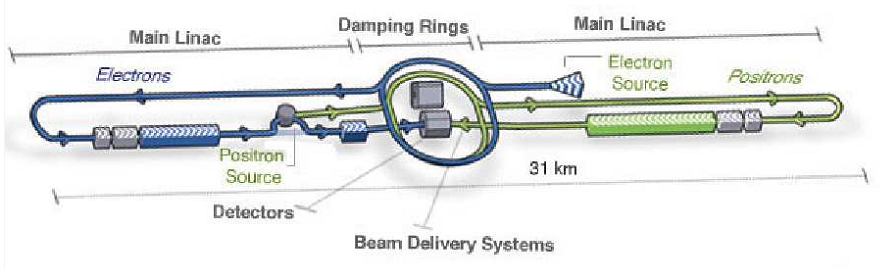 Main Linac
Damping Rings
Main Linac
Electrons
Electron
Source
Positrons
Positron
Source
31 km
Detectors
Beam Delivery Systems